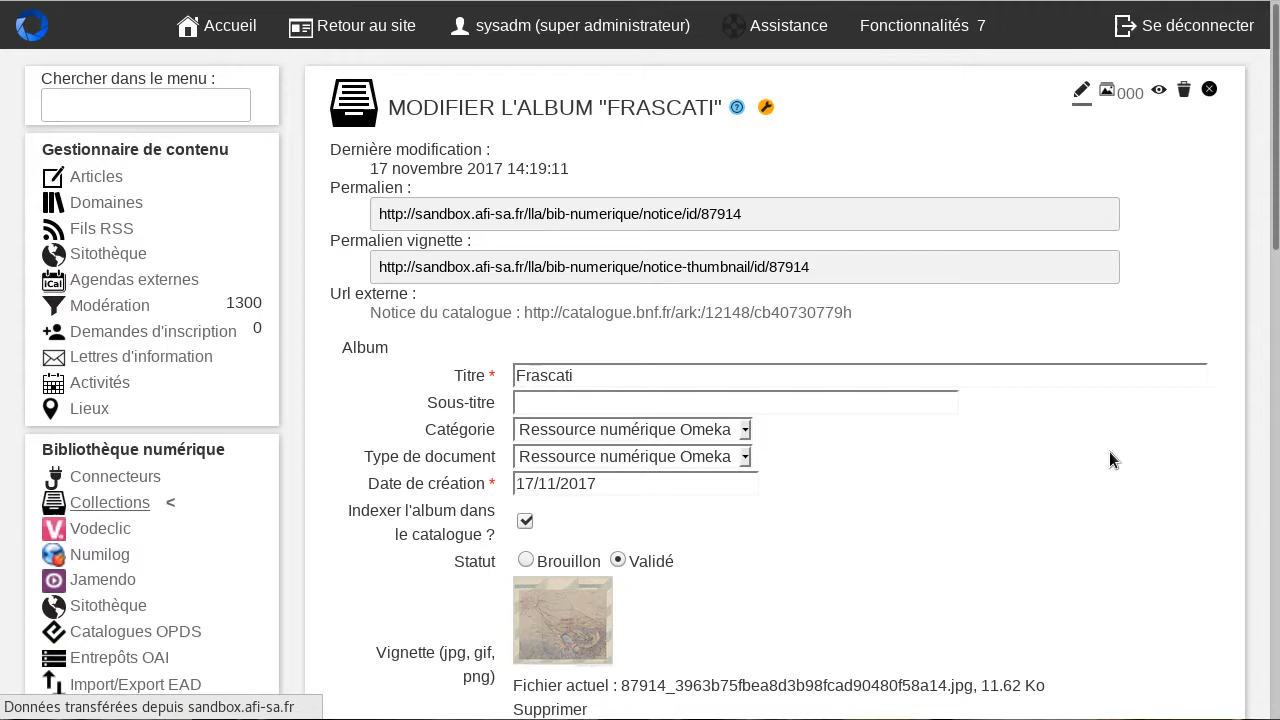 Accueil
Retour au site
sysadm (super administrateur)
Assistance
Fonctionnalités 7
Se déconnecter
Chercher dans le menu :
Gestionnaire de contenu
Articles
Domaines
Fils RSS
Sitothèque
iCal
Agendas externes
Modération 1300
Demandes d'inscription 0
Lettres d'information
Activités
Lieux
Bibliothèque numérique
Connecteurs
Collections <
Vodeclic
Numilog
Jamendo
Sitothèque
Catalogues OPDS
Entrepôts OAI
Import/Export EAD
MODIFIER L'ALBUM "FRASCATI"
000
Dernière modification :
17 novembre 2017 14:19:11
Permalien :
http://sandbox.afi-sa.fr/lla/bib-numerique/notice/id/87914
Permalien vignette :
http://sandbox.afi-sa.fr/lla/bib-numerique/notice-thumbnail/id/87914
Url externe :
Notice du catalogue : http://catalogue.bnf.fr/ark:/12148/cb40730779h
Album
Titre * Frascati
Sous-titre
Catégorie Ressource numérique Omeka
Type de document Ressource numérique Omeka
Date de création * 17/11/2017
Indexer l'album dans
le catalogue ?
Statut Brouillon Validé
Vignette (jpg, gif,
png)
Fichier actuel : 87914_3963b75fbea8d3b98fcad90480f58a14.jpg, 11.62 Ko
Supprimer
Données transférées depuis sandbox.afi-sa.fr